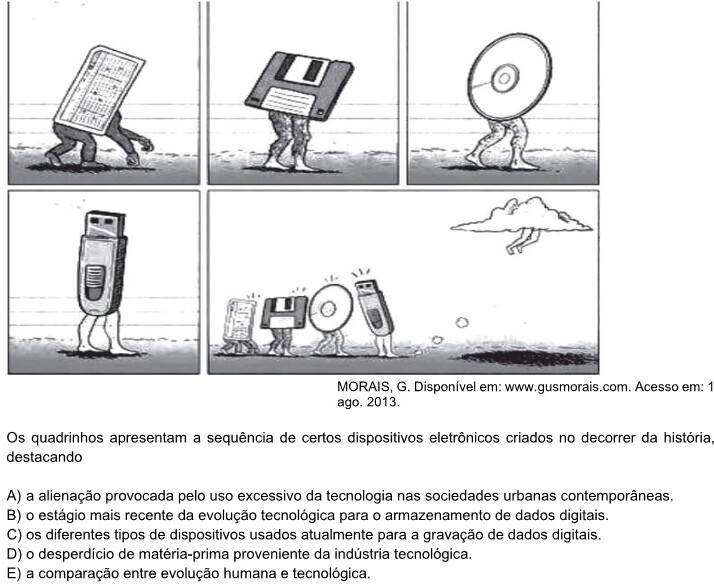 MORAIS, G. Disponível em: www.gusmorais.com. Acesso em: 1
ago. 2013.
Os quadrinhos apresentam a sequência de certos dispositivos eletrônicos criados no decorrer da história,
destacando
A) a alienação provocada pelo uso excessivo da tecnologia nas sociedades urbanas contemporâneas.
B) o estágio mais recente da evolução tecnológica para o armazenamento de dados digitais.
C) os diferentes tipos de dispositivos usados atualmente para a gravação de dados digitais.
D) o desperdício de matéria-prima proveniente da indústria tecnológica.
E) a comparação entre evolução humana e tecnológica.